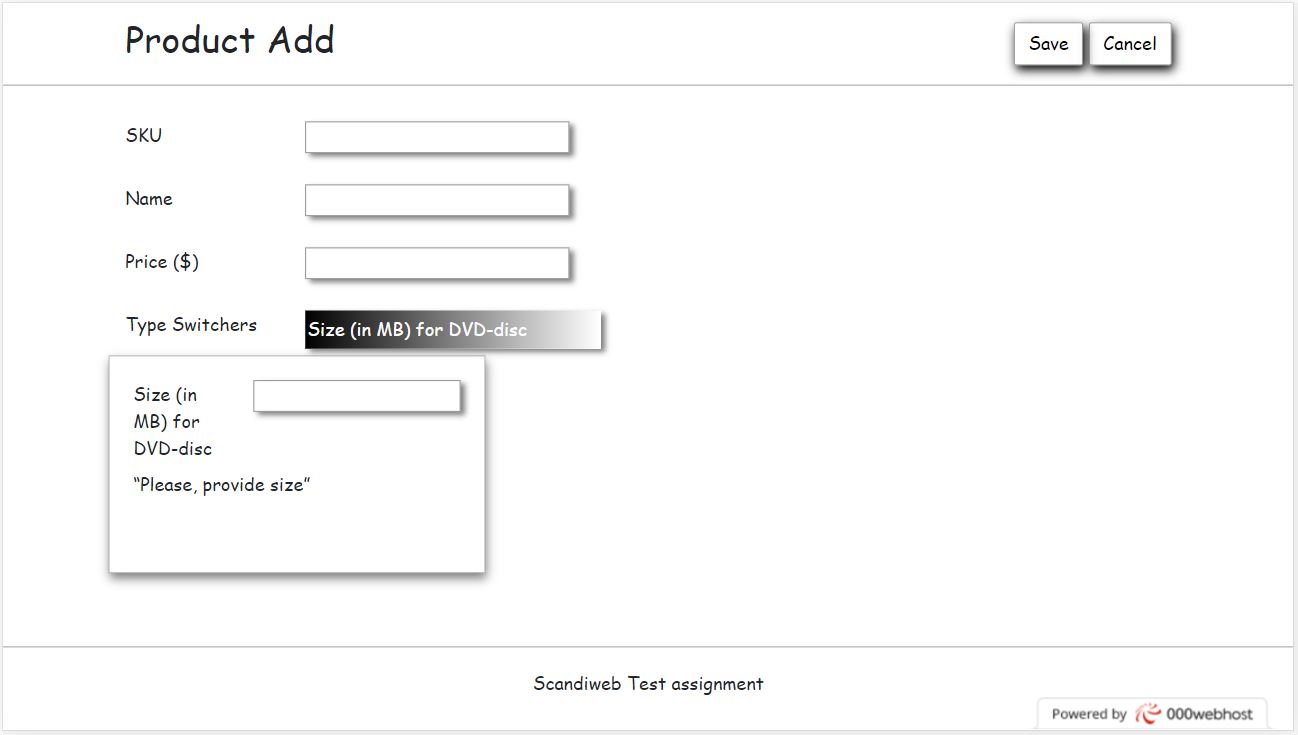 Product Add
Save
Cancel
SKU
Name
Price ($)
Type Switchers
Size (in MB) for DVD-disc
Size (in
MB) for
DVD-disc
“Please, provide size”
Scandiweb Test assignment
Powered by 000webhost